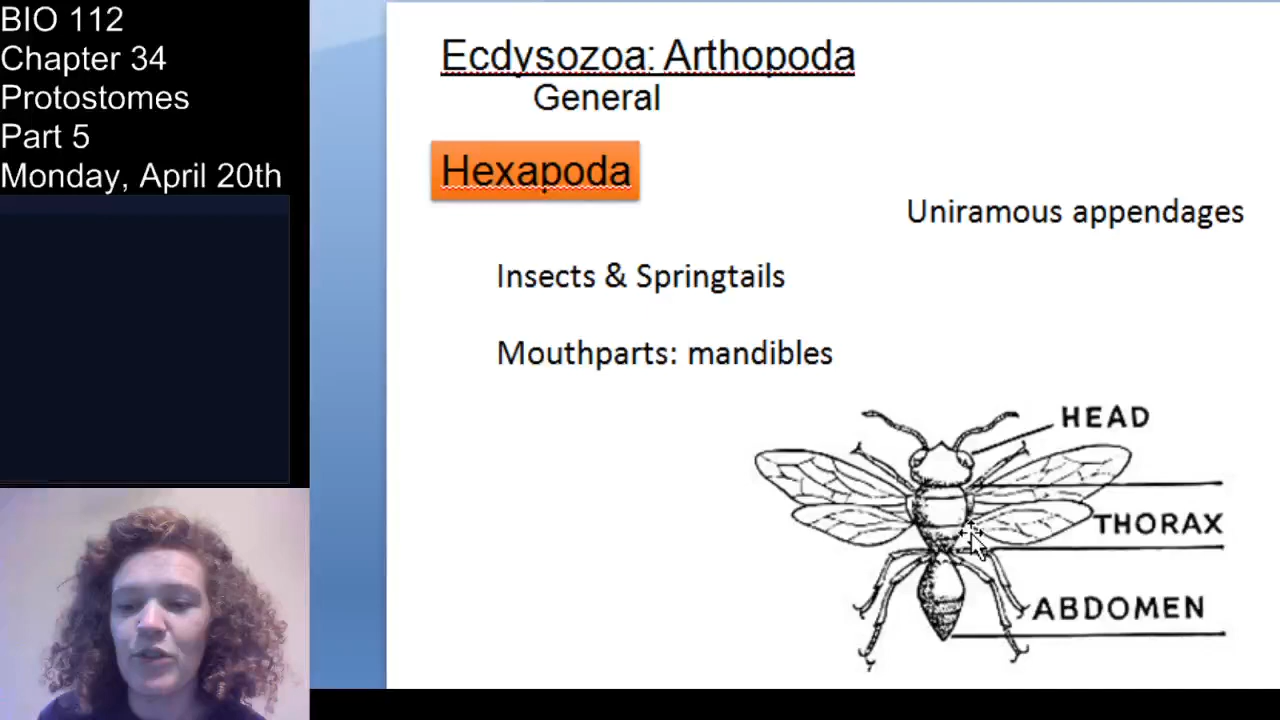 BIO 112
Chapter 34
Protostomes
Part 5
Monday, April 20th
Ecdysozoa: Arthopoda
General
Hexapoda
Uniramous appendages
Insects & Springtails
Mouthparts: mandibles
HEAD
THORAX
ABDOMEN